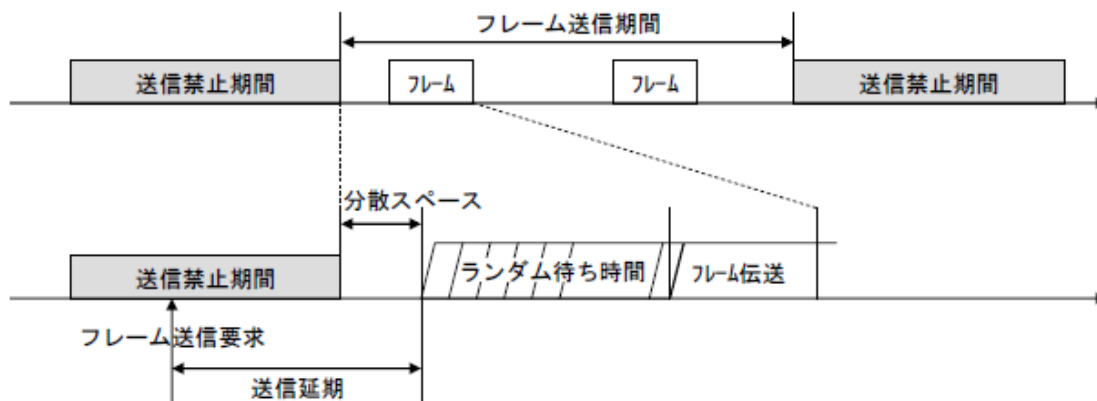 フレーム送信期間
送信禁止期間
フレーム
フレーム
送信禁止期間
分散スペース
送信禁止期間
ランダム待ち時間
フレーム伝送
フレーム送信要求
送信延期